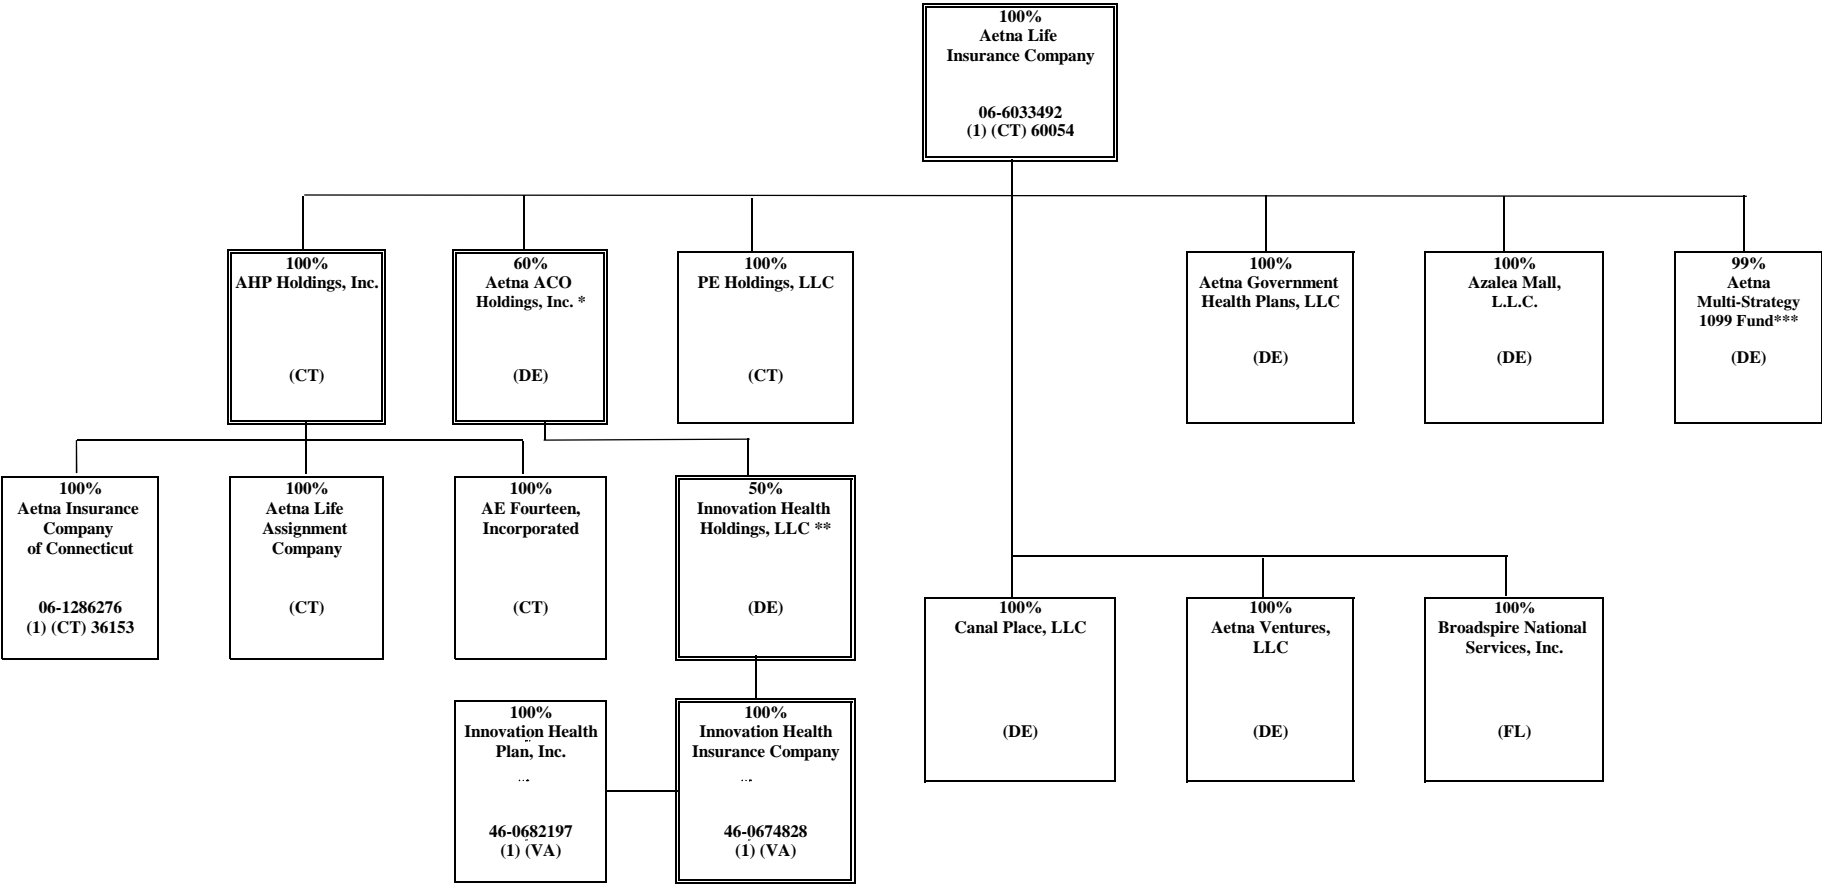 100%
Aetna Life
Insurance Company
06-6033492
(1) (CT) 60054
100%
AHP Holdings, Inc.
(CT)
60%
Aetna ACO
Holdings, Inc. *
(DE)
100%
PE Holdings, LLC
(CT)
100%
Aetna Government
Health Plans, LLC
(DE)
100%
Azalea Mall,
L.L.C.
(DE)
99%
Aetna
Multi-Strategy
1099 Fund***
(DE)
100%
Aetna Insurance
Company
of Connecticut
06-1286276
(1) (CT) 36153
100%
Aetna Life
Assignment
Company
(CT)
100%
AE Fourteen,
Incorporated
(CT)
50%
Innovation Health
Holdings, LLC **
(DE)
100%
Canal Place, LLC
(DE)
100%
Aetna Ventures,
LLC
(DE)
100%
Broadspire National
Services, Inc.
(FL)
100%
Innovation Health
Plan, Inc.
46-0682197
(1) (VA)
100%
Innovation Health
Insurance Company
46-0674828
(1) (VA)